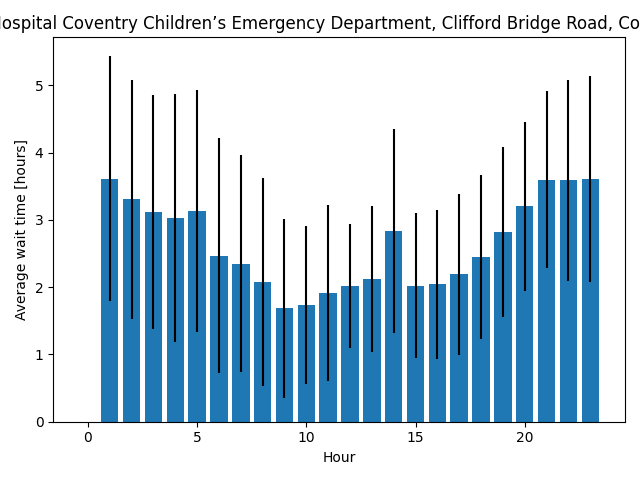 Hospital Coventry Children’s Emergency Department, Clifford Bridge Road, Co
5
4
3
2
1
0
Average wait time [hours]
0 5 10 15 20
Hour